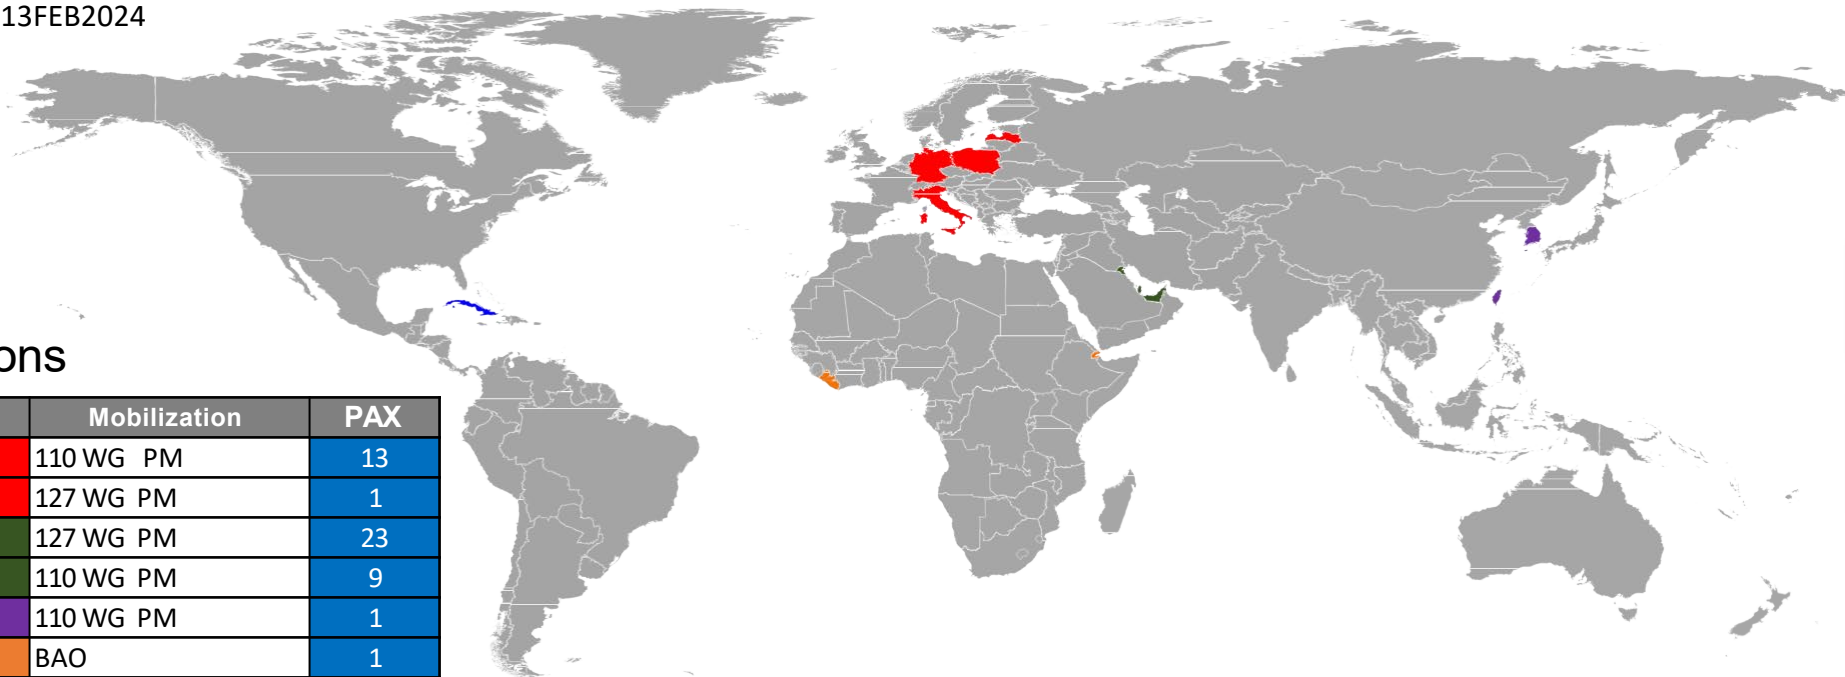 13FEB2024
ons
Mobilization PAX
110 WG PM 13
127 WG PM 1
127 WG PM 23
110 WG PM 9
110 WG PM 1
BAO 1